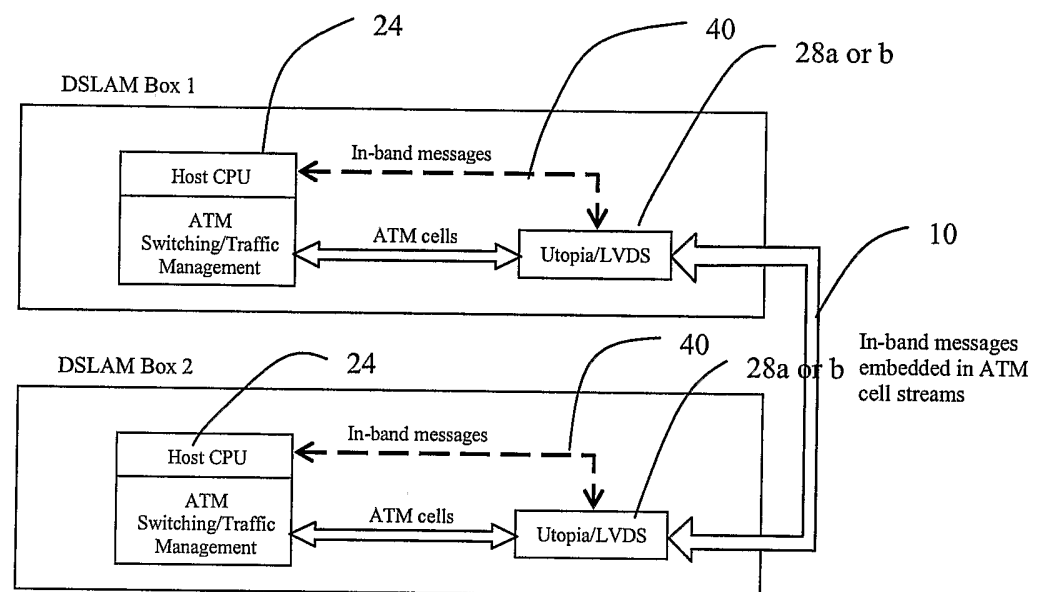 24
40
28a or b
DSLAM Box 1
In-band messages
Host CPU
ATM
Switching/Traffic
Management
ATM cells
Utopia/LVDS
10
In-band messages
embedded in ATM
cell streams
DSLAM Box 2
24
40
28a or b
In-band messages
Host CPU
ATM
Switching/Traffic
Management
ATM cells
Utopia/LVDS